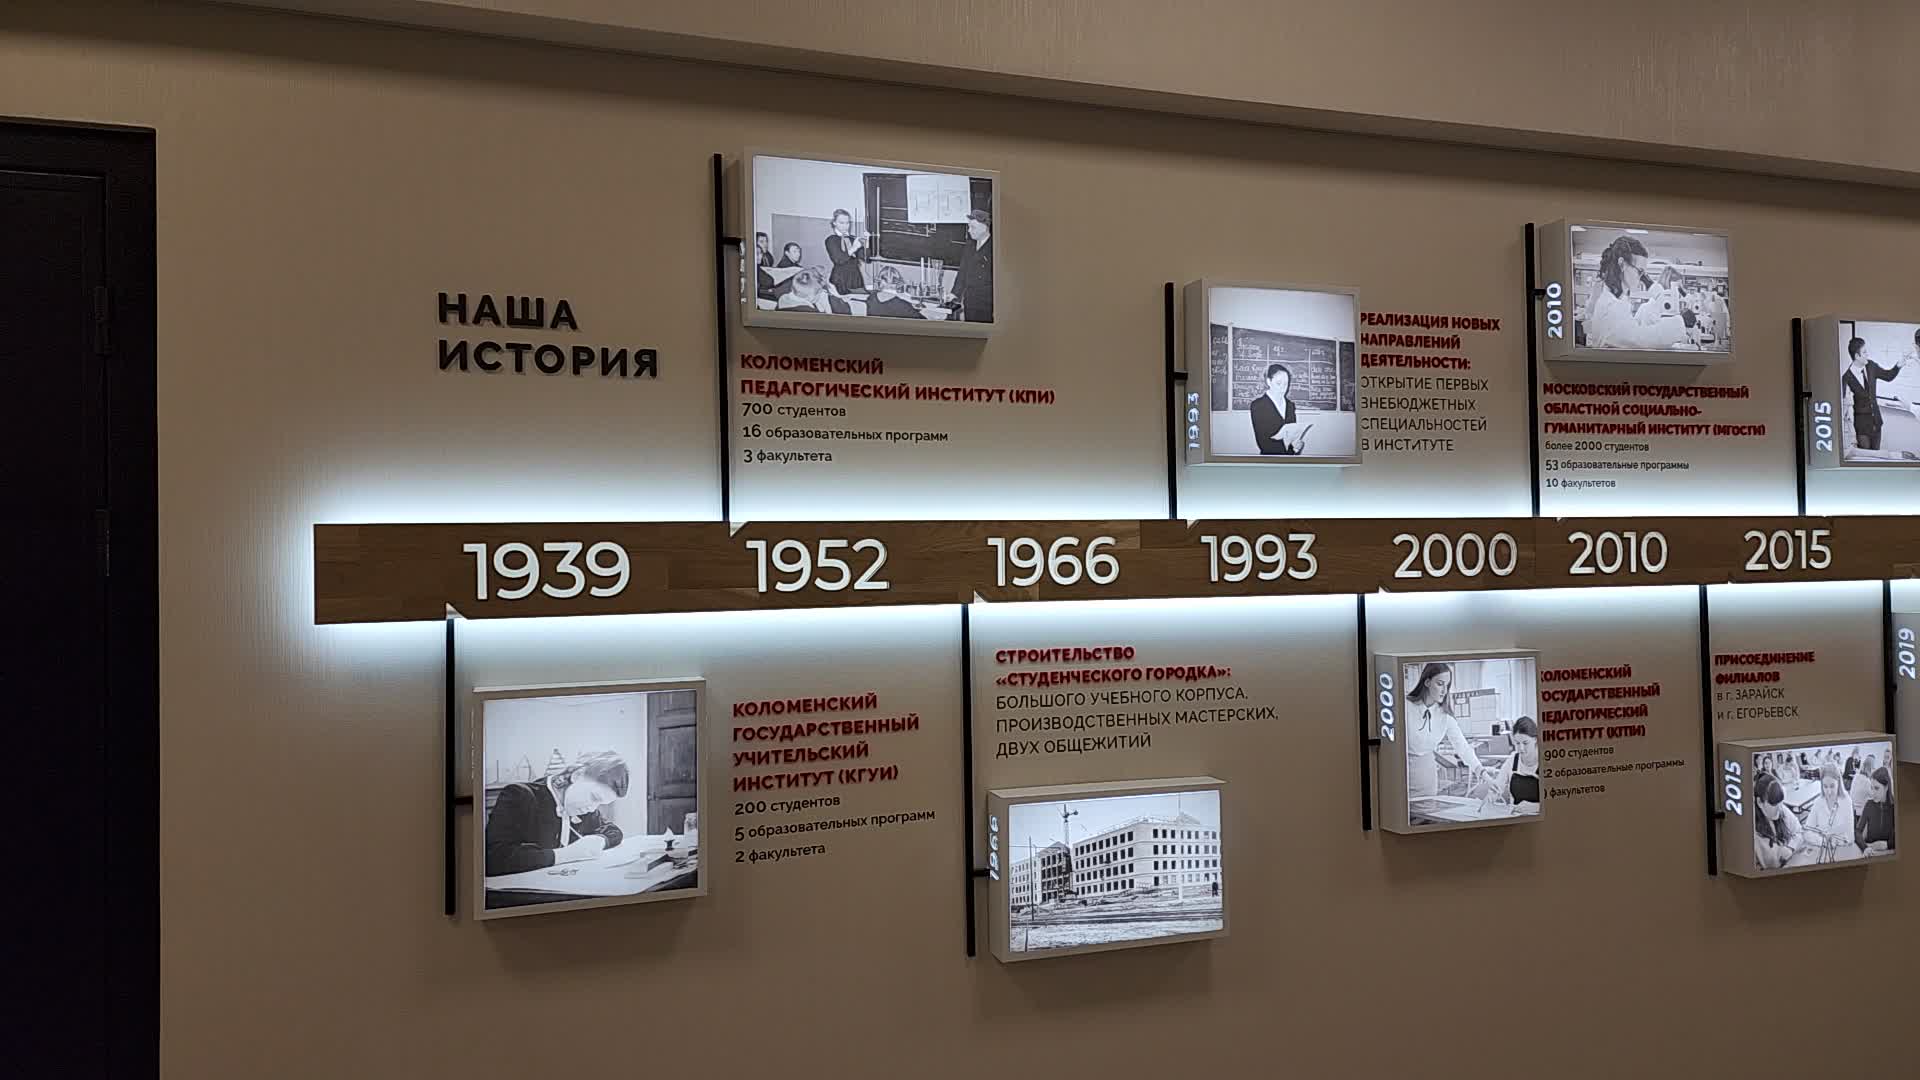 НАША
ИСТОРИЯ
КОЛОМЕНСКИЙ
ПЕДАГОГИЧЕСКИЙ ИНСТИТУТ (КПИ)
700 студентов
16 образовательных программ
3 факультета
1993
РЕАЛИЗАЦИЯ НОВЫХ
НАПРАВЛЕНИЙ
ДЕЯТЕЛЬНОСТИ:
ОТКРЫТИЕ ПЕРВЫХ
ВНЕБЮДЖЕТНЫХ
СПЕЦИАЛЬНОСТЕЙ
В ИНСТИТУТЕ
2010
МОСКОВСКИЙ ГОСУДАРСТВЕННЫЙ
ОБЛАСТНОЙ СОЦИАЛЬНО-
ГУМАНИТАРНЫЙ ИНСТИТУТ (МГОСГИ)
более 2000 студентов
53 образовательные программы
10 факультетов
2015
1939 1952 1966 1993 2000 2010 2015
КОЛОМЕНСКИЙ
ГОСУДАРСТВЕННЫЙ
УЧИТЕЛЬСКИЙ
ИНСТИТУТ (КГУИ)
200 студентов
5 образовательных программ
2 факультета
СТРОИТЕЛЬСТВО
«СТУДЕНЧЕСКОГО ГОРОДКА»:
БОЛЬШОГО УЧЕБНОГО КОРПУСА,
ПРОИЗВОДСТВЕННЫХ МАСТЕРСКИХ,
ДВУХ ОБЩЕЖИТИЙ
1966
2000
КОЛОМЕНСКИЙ
ГОСУДАРСТВЕННЫЙ
ПЕДАГОГИЧЕСКИЙ
ИНСТИТУТ (КГПИ)
студентов
образовательные программы
факультетов
ПРИСОЕДИНЕНИЕ
ФИЛИАЛОВ
в г. ЗАРАЙСК
и г. ЕГОРЬЕВСК
2015
2019